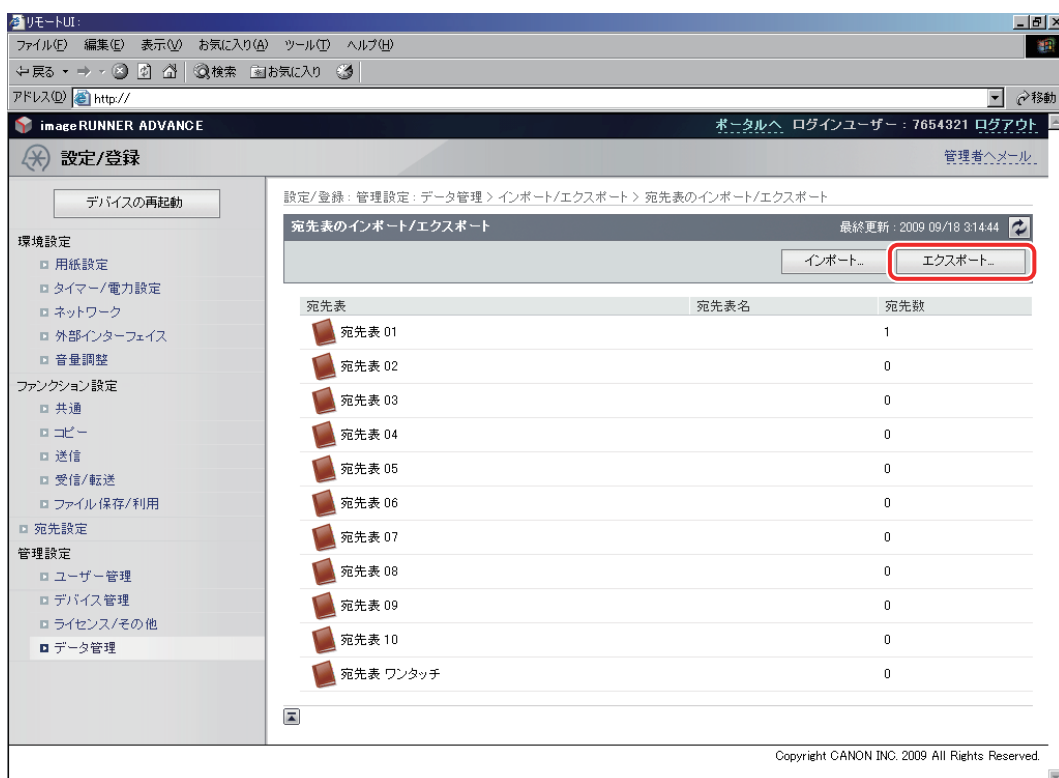 リモートUI :
ファイル(F) 編集(E) 表示(V) お気に入り(A) ツール(T) ヘルプ(H)
戻る 検索 お気に入り
アドレス(D) http:// 移動
imageRUNNER ADVANCE ポータルへ ログインユーザー : 7654321 ログアウト
設定/登録 管理者へメール
デバイスの再起動
環境設定
用紙設定
タイマー/電力設定
ネットワーク
外部インターフェイス
音量調整
ファンクション設定
共通
コピー
送信
受信/転送
ファイル保存/利用
宛先設定
管理設定
ユーザー管理
デバイス管理
ライセンス/その他
データ管理
設定/登録 : 管理設定 : データ管理 > インポート/エクスポート > 宛先表のインポート/エクスポート
宛先表のインポート/エクスポート 最終更新 : 2009 09/18 3:14:44
インポート... エクスポート...
宛先表 宛先表名 宛先数
宛先表 01 1
宛先表 02 0
宛先表 03 0
宛先表 04 0
宛先表 05 0
宛先表 06 0
宛先表 07 0
宛先表 08 0
宛先表 09 0
宛先表 10 0
宛先表 ワンタッチ 0
Copyright CANON INC. 2009 All Rights Reserved.